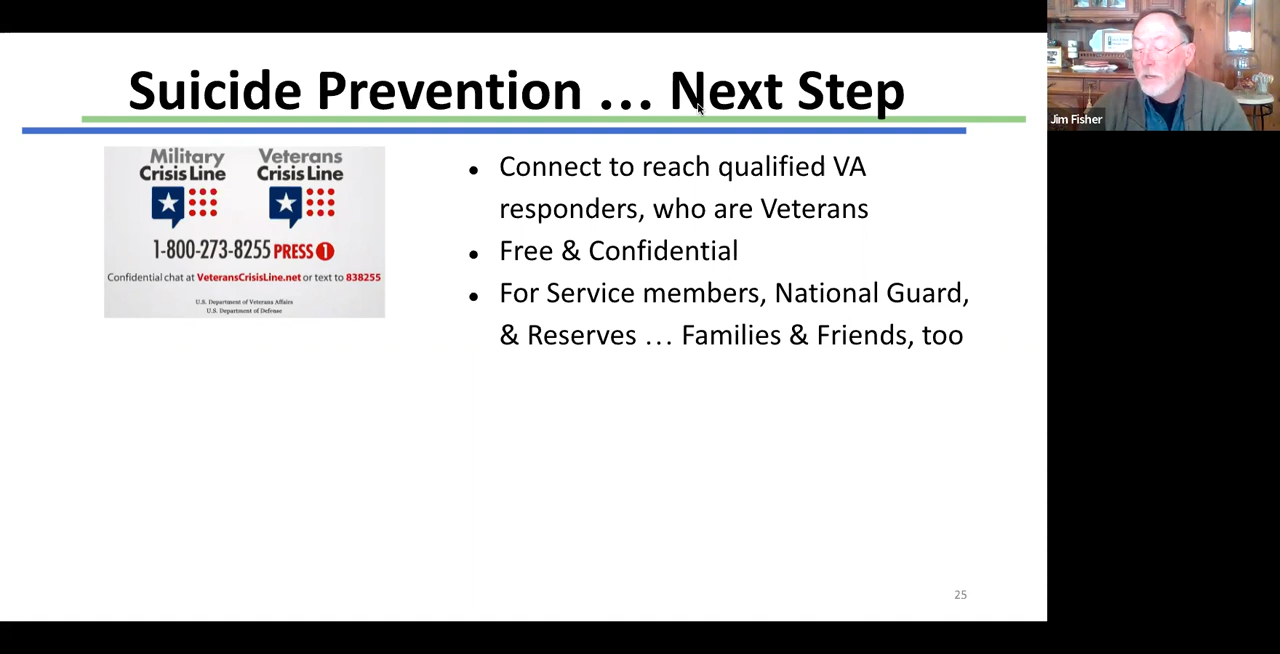 Suicide Prevention … Next Step
Military
Crisis Line
Veterans
Crisis Line
1-800-273-8255 PRESS 1
Confidential chat at VeteransCrisisLine.net or text to 838255
U.S. Department of Veterans Affairs
U.S. Department of Defense
• Connect to reach qualified VA
responders, who are Veterans
• Free & Confidential
• For Service members, National Guard,
& Reserves … Families & Friends, too
25
Jim Fisher